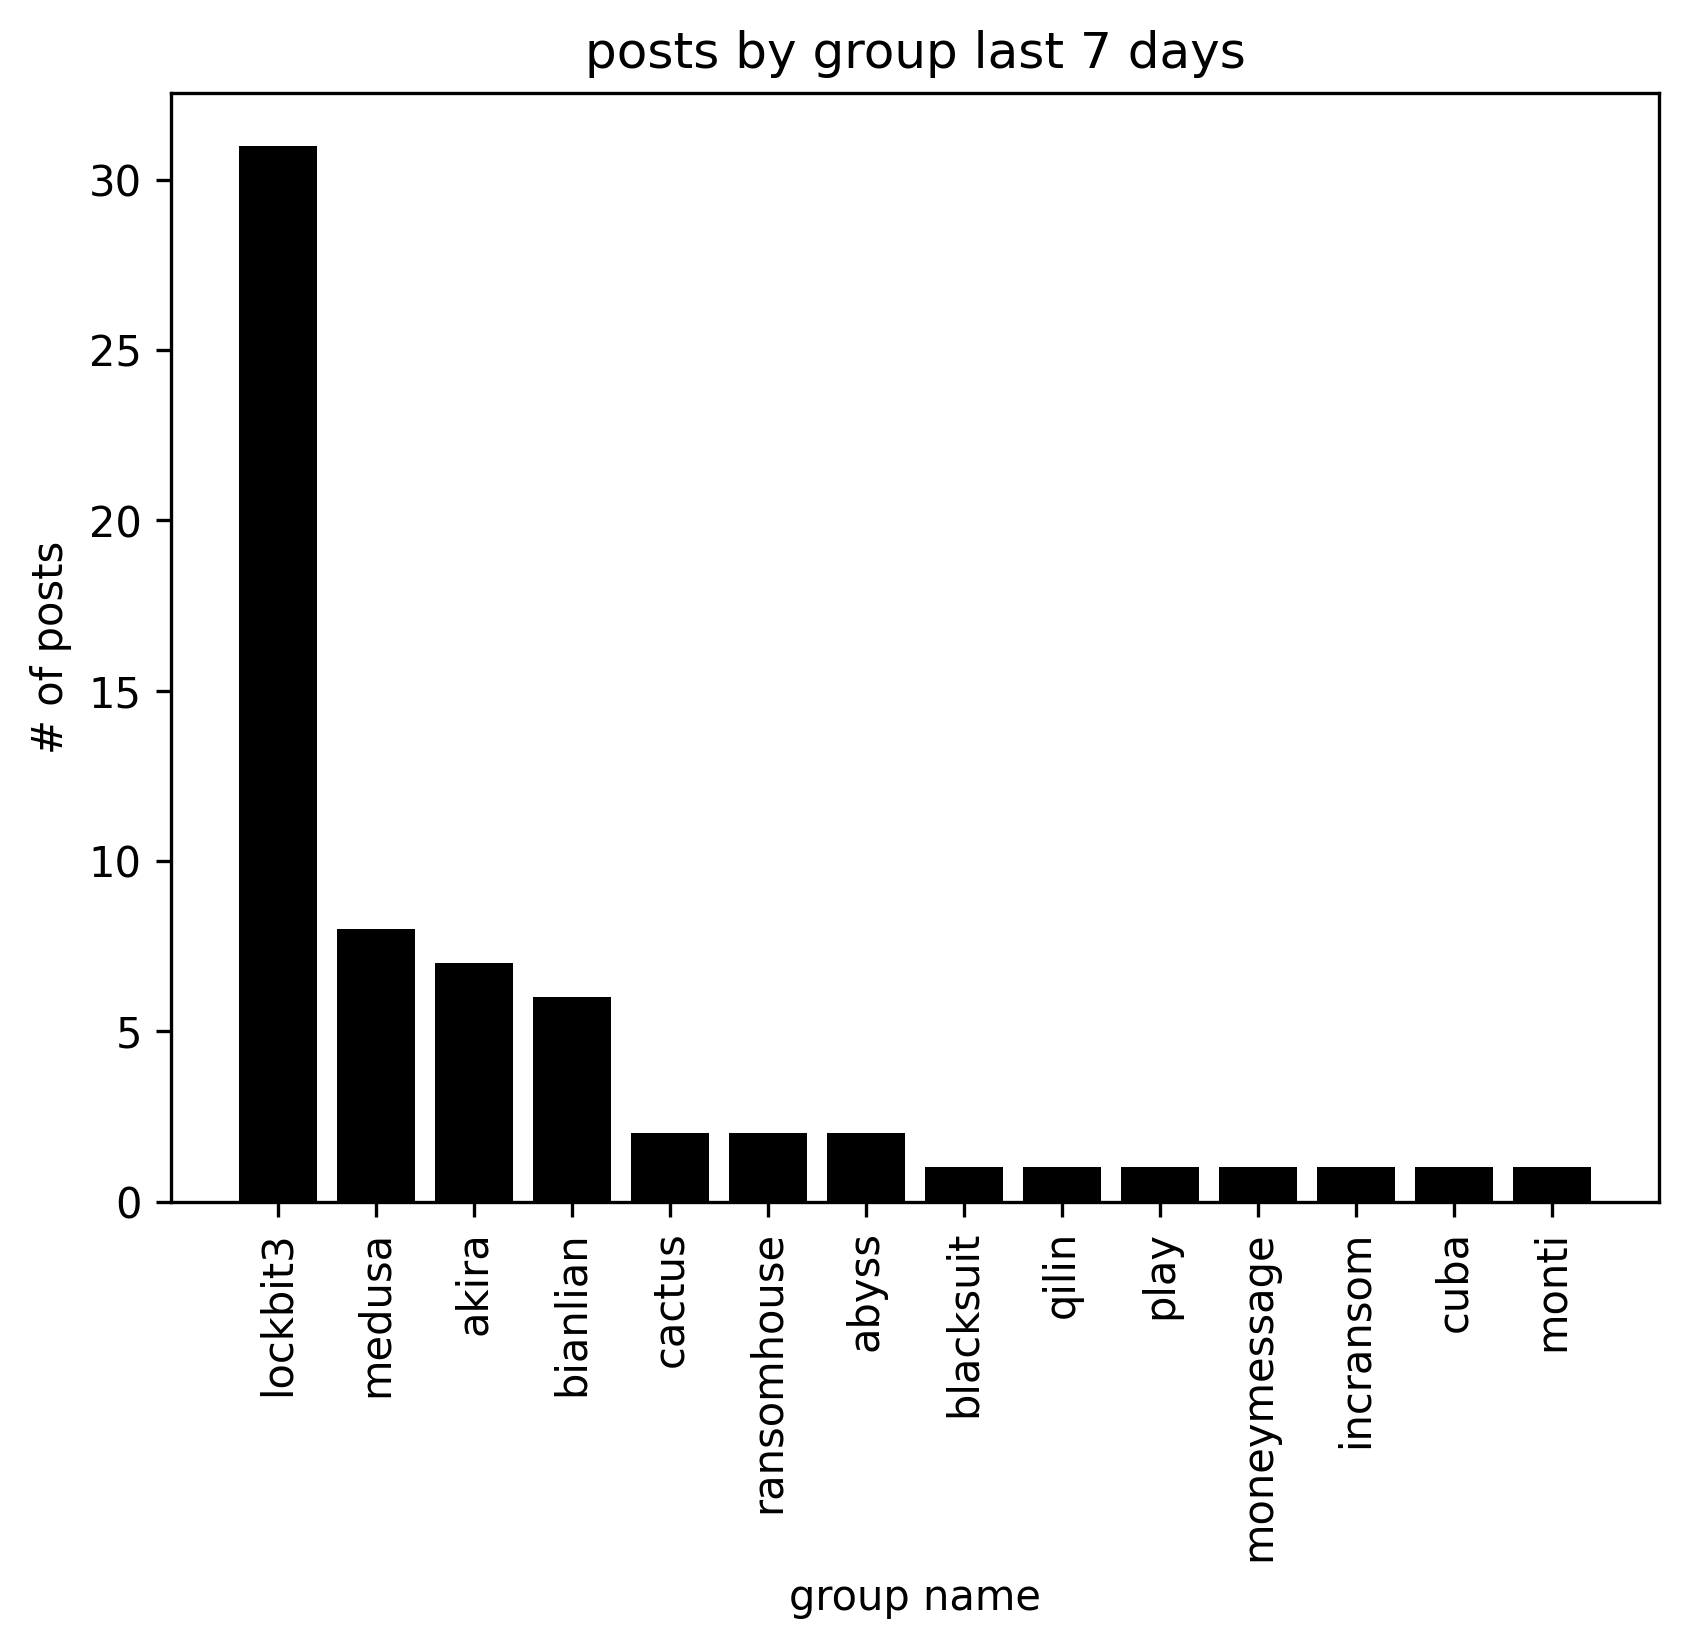 posts by group last 7 days
# of posts
30
25
20
15
10
5
0
lockbit3
medusa
akira
bianlian
cactus
ransomhouse
abyss
blacksuit
qilin
play
moneymessage
incransom
cuba
monti
group name